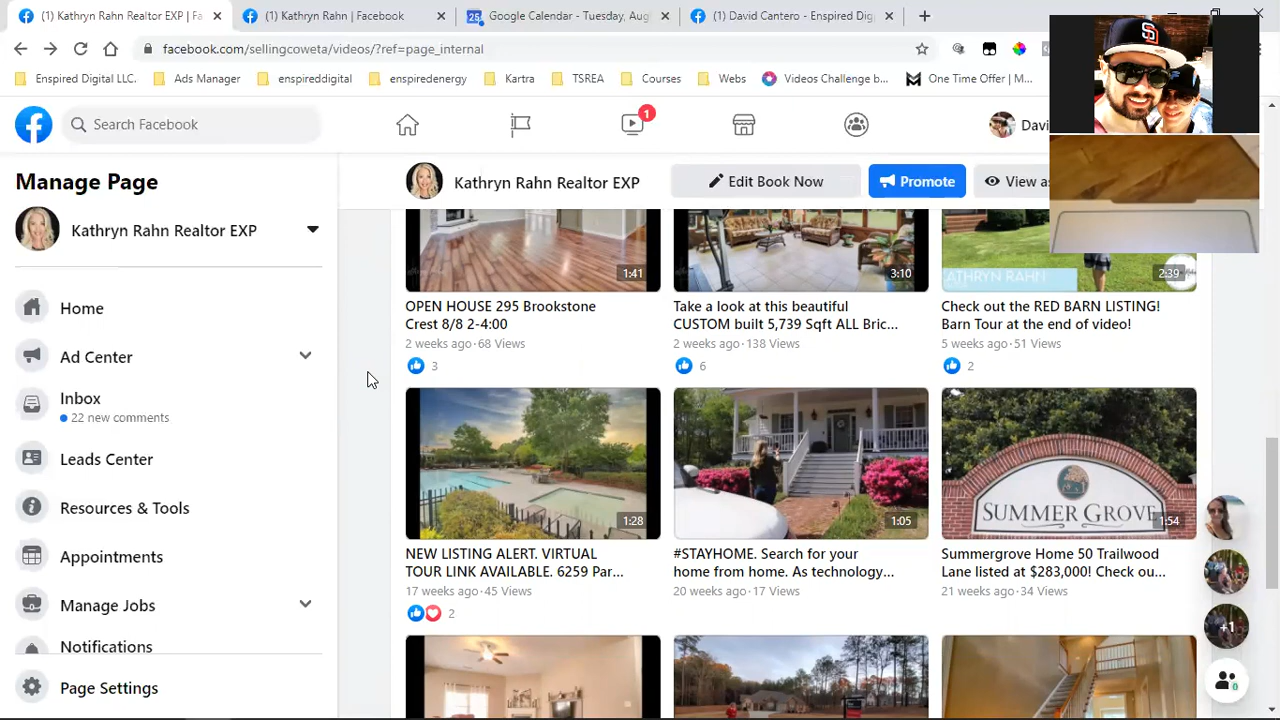 (1) Kathryn Rahn Realtor EXP | Fa
(1) Kathryn Rahn | Facebook
Google Calendar - Tuesday, Aug
(1) David Cantero - Enspired Dig
facebook.com/sellingcoweta/videos/?ref=page_internal
Enspired Digital LLC.
Ads Manager
enspireddigital
Kartra
TSREA
Courses
Webs
Videos Challenge b...
One Time Offer | M...
Search Facebook
1
Manage Page
Kathryn Rahn Realtor EXP
Edit Book Now
Promote
Kathryn Rahn Realtor EXP
Home
Ad Center
Inbox
22 new comments
Leads Center
Resources & Tools
Appointments
Manage Jobs
Notifications
Page Settings
1:41
3:10
2:39
KATHRYN RAHN
OPEN HOUSE 295 Brookstone
Crest 8/8 2-4:00
2 weeks ago · 68 Views
3
Take a look at this beautiful
CUSTOM built 5,739 Sqft ALL Bric...
2 weeks ago · 138 Views
6
Check out the RED BARN LISTING!
Barn Tour at the end of video!
5 weeks ago · 51 Views
2
1:28
1:05
SUMMER GROVE
1:54
NEW LISTING ALERT. VIRTUAL
TOUR LINK AVAILABLE. 6259 Par...
17 weeks ago · 45 Views
2
#STAYHOME. Search for your
home from home. As technology...
20 weeks ago · 17 Views
Summergrove Home 50 Trailwood
Lane listed at $283,000! Check ou...
21 weeks ago · 34 Views
+1